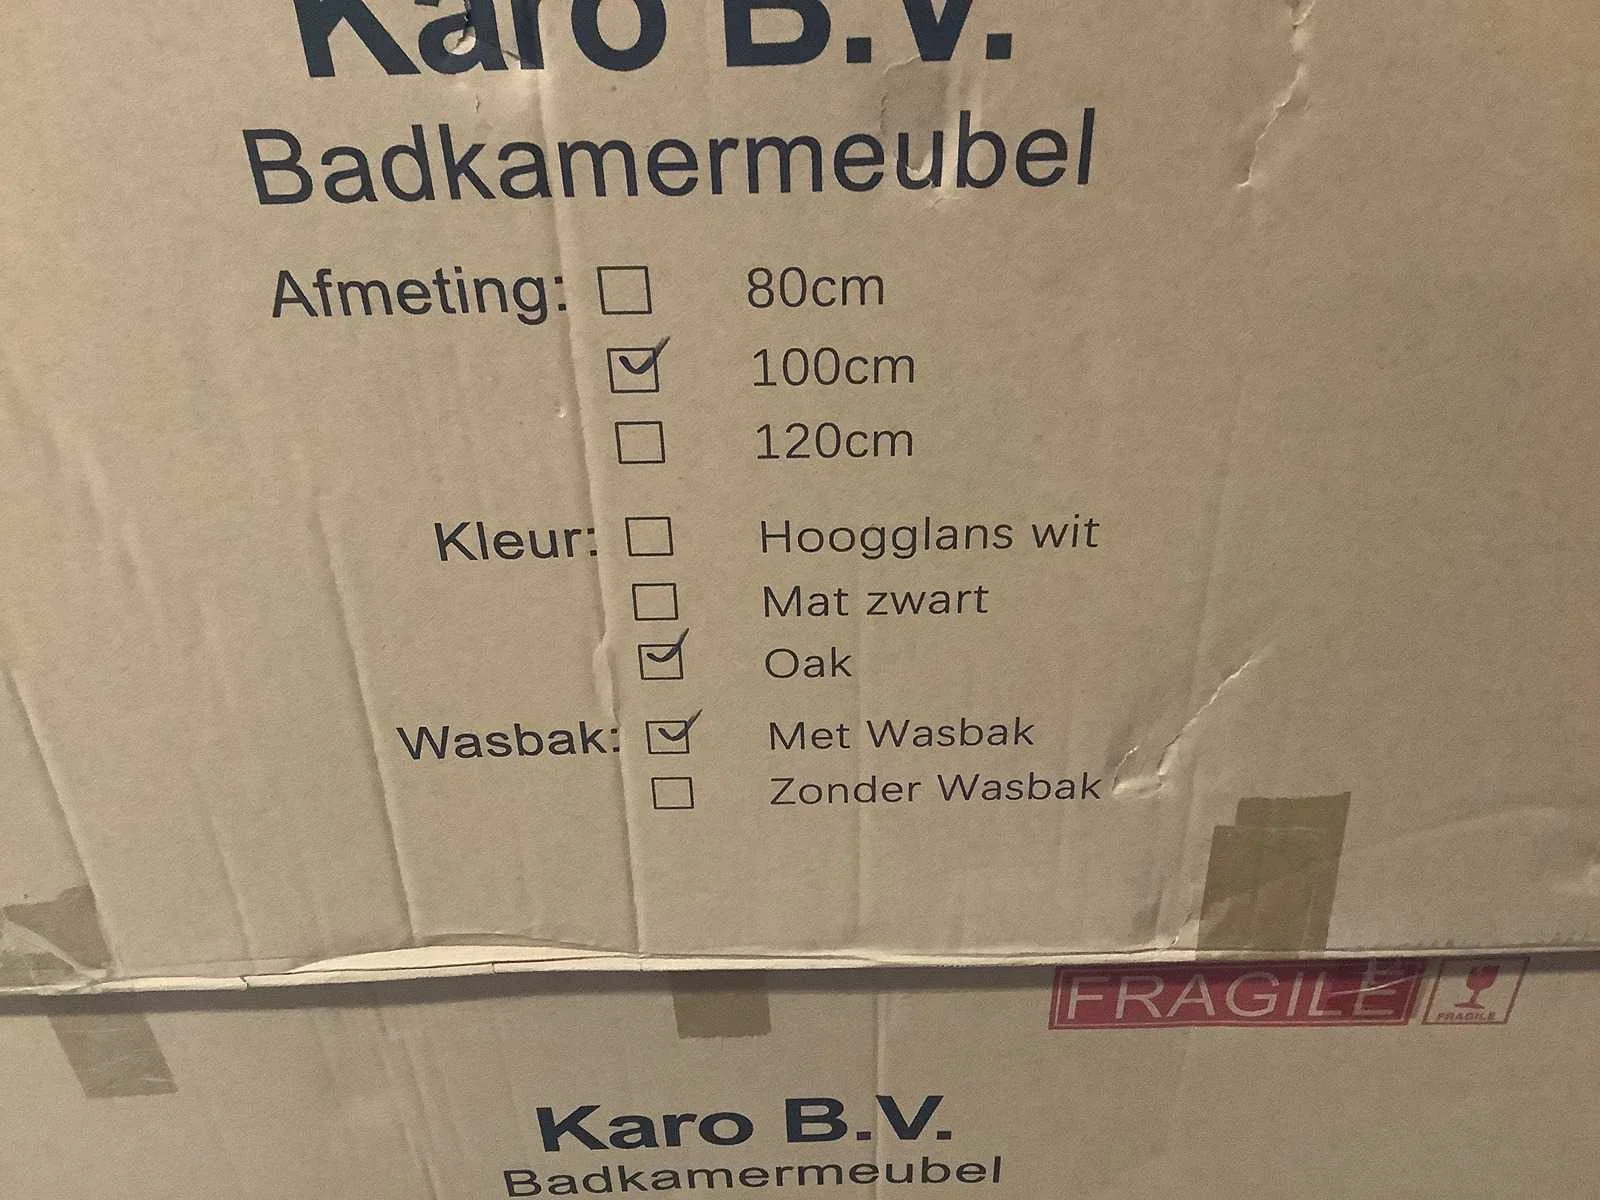 Karo B.V.
Badkamermeubel
Afmeting: 80cm
100cm
120cm
Kleur: Hoogglans wit
Mat zwart
Oak
Wasbak: Met Wasbak
Zonder Wasbak
FRAGILE
FRAGILE
Karo B.V.
Badkamermeubel